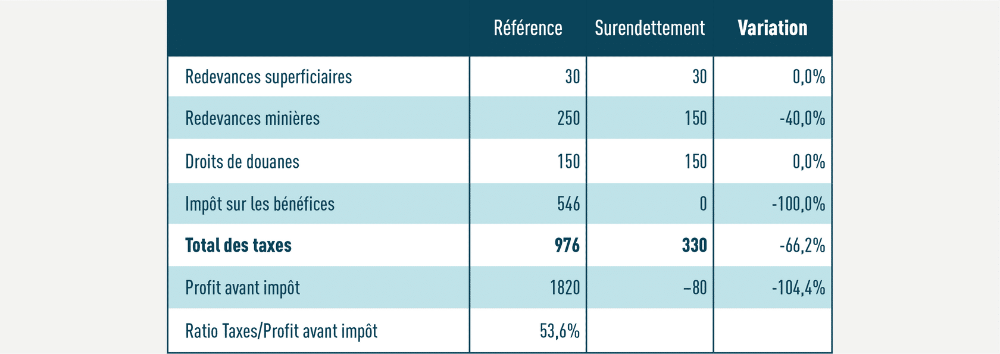 Référence Surendettement Variation
Redevances superficiaires 30 30 0,0%
Redevances minières 250 150 -40,0%
Droits de douanes 150 150 0,0%
Impôt sur les bénéfices 546 0 -100,0%
Total des taxes 976 330 -66,2%
Profit avant impôt 1820 –80 -104,4%
Ratio Taxes/Profit avant impôt 53,6%